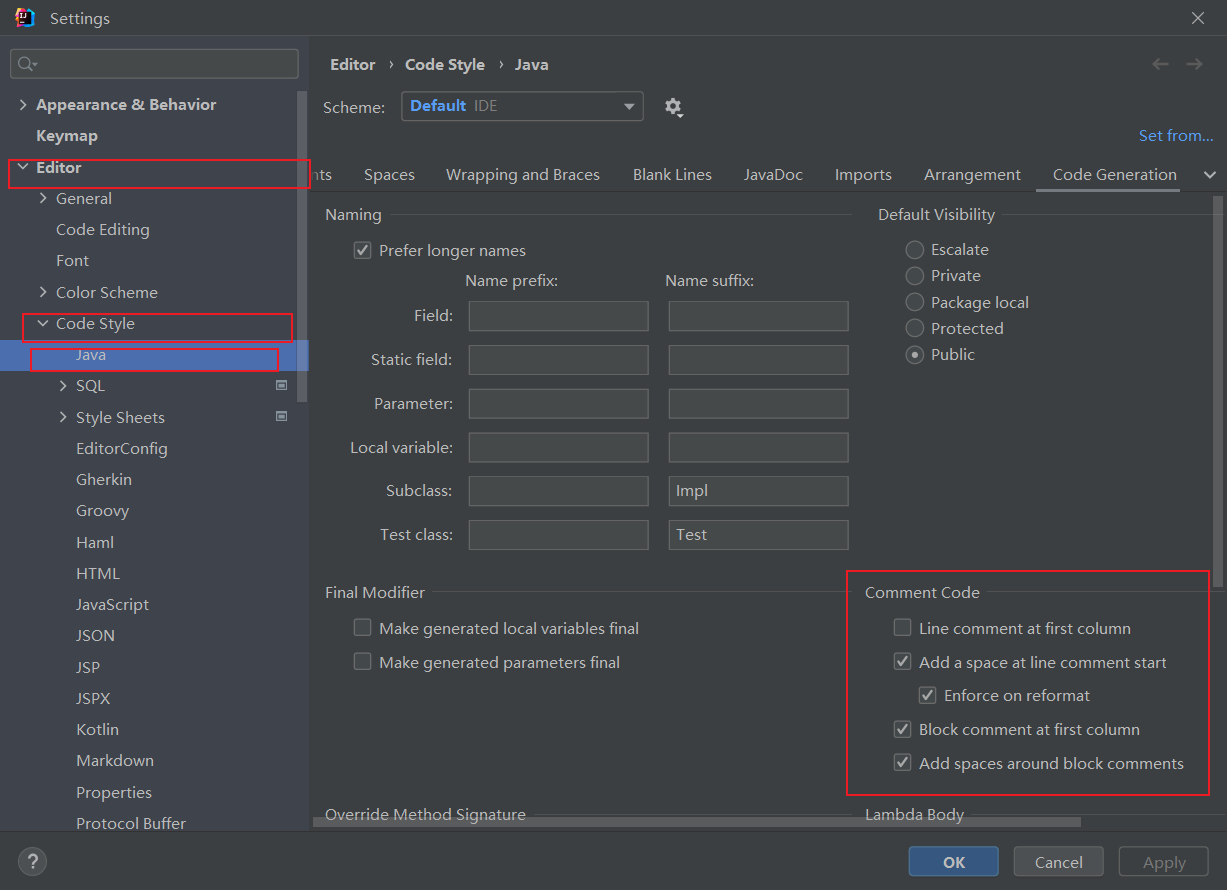 Settings
Appearance & Behavior
Keymap
Editor
General
Code Editing
Font
Color Scheme
Code Style
Java
SQL
Style Sheets
EditorConfig
Gherkin
Groovy
Haml
HTML
JavaScript
JSON
JSP
JSPX
Kotlin
Markdown
Properties
Protocol Buffer
Editor › Code Style › Java
Scheme: Default IDE
Set from...
nts Spaces Wrapping and Braces Blank Lines JavaDoc Imports Arrangement Code Generation
Naming
Prefer longer names
Name prefix: Name suffix:
Field:
Static field:
Parameter:
Local variable:
Subclass: Impl
Test class: Test
Default Visibility
Escalate
Private
Package local
Protected
Public
Final Modifier
Make generated local variables final
Make generated parameters final
Comment Code
Line comment at first column
Add a space at line comment start
Enforce on reformat
Block comment at first column
Add spaces around block comments
Override Method Signature
Lambda Body
? OK Cancel Apply